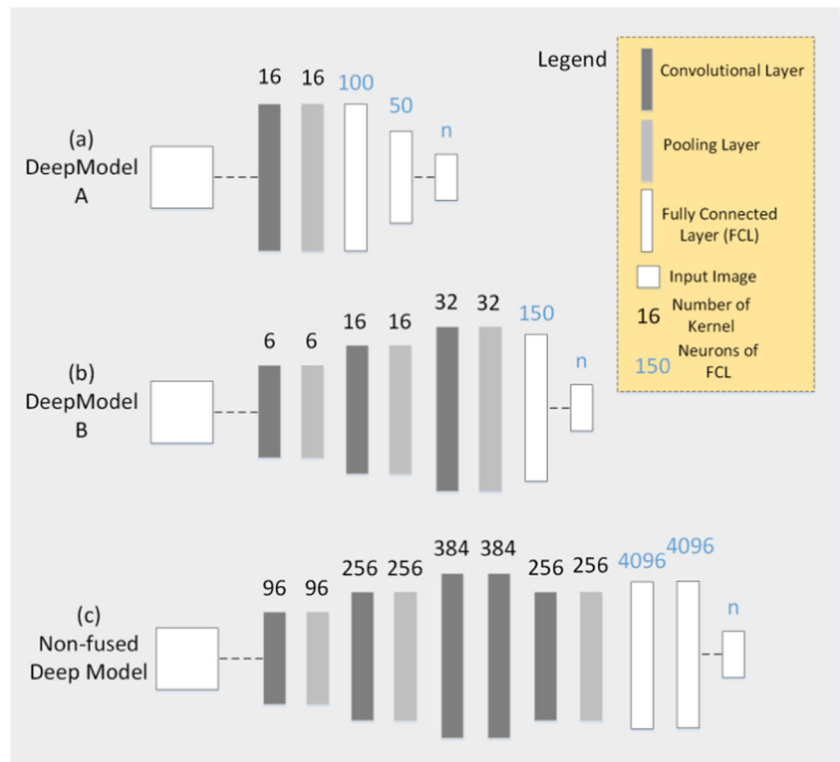 Legend
Convolutional Layer
Pooling Layer
Fully Connected
Layer (FCL)
Input Image
16
Number of
Kernel
150
Neurons of
FCL
(a)
DeepModel
A
16 16 100 50 n
(b)
DeepModel
B
6 6 16 16 32 32 150 n
(c)
Non-fused
Deep Model
96 96 256 256 384 384 256 256 4096 4096 n